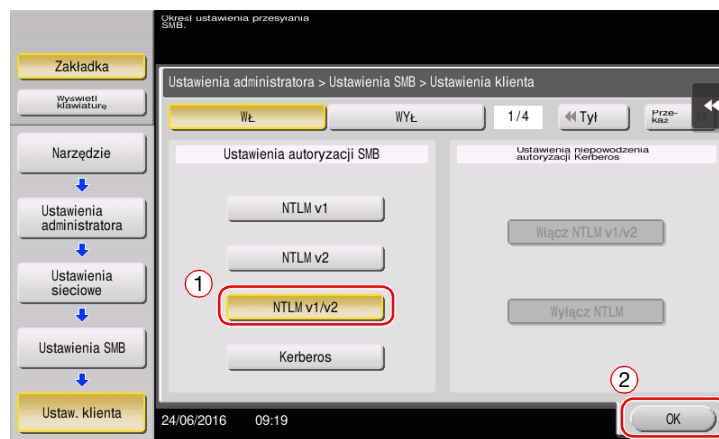 Określ ustawienia przesyłania
SMB.
Zakładka
Wyświetl
klawiaturę
Narzędzie
Ustawienia
administratora
Ustawienia
sieciowe
Ustawienia SMB
Ustaw. klienta
Ustawienia administratora > Ustawienia SMB > Ustawienia klienta
WŁ
WYŁ
1/4
Tył
Prze-
każ
Ustawienia autoryzacji SMB
NTLM v1
NTLM v2
1
NTLM v1/v2
Kerberos
Ustawienia niepowodzenia
autoryzacji Kerberos
Włącz NTLM v1/v2
Wyłącz NTLM
2
24/06/2016 09:19
OK